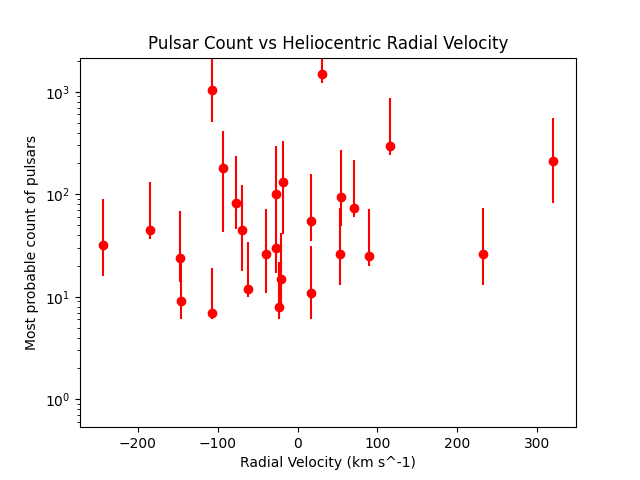 Pulsar Count vs Heliocentric Radial Velocity
Most probable count of pulsars
10^3
10^2
10^1
10^0
−200 −100 0 100 200 300
Radial Velocity (km s^-1)